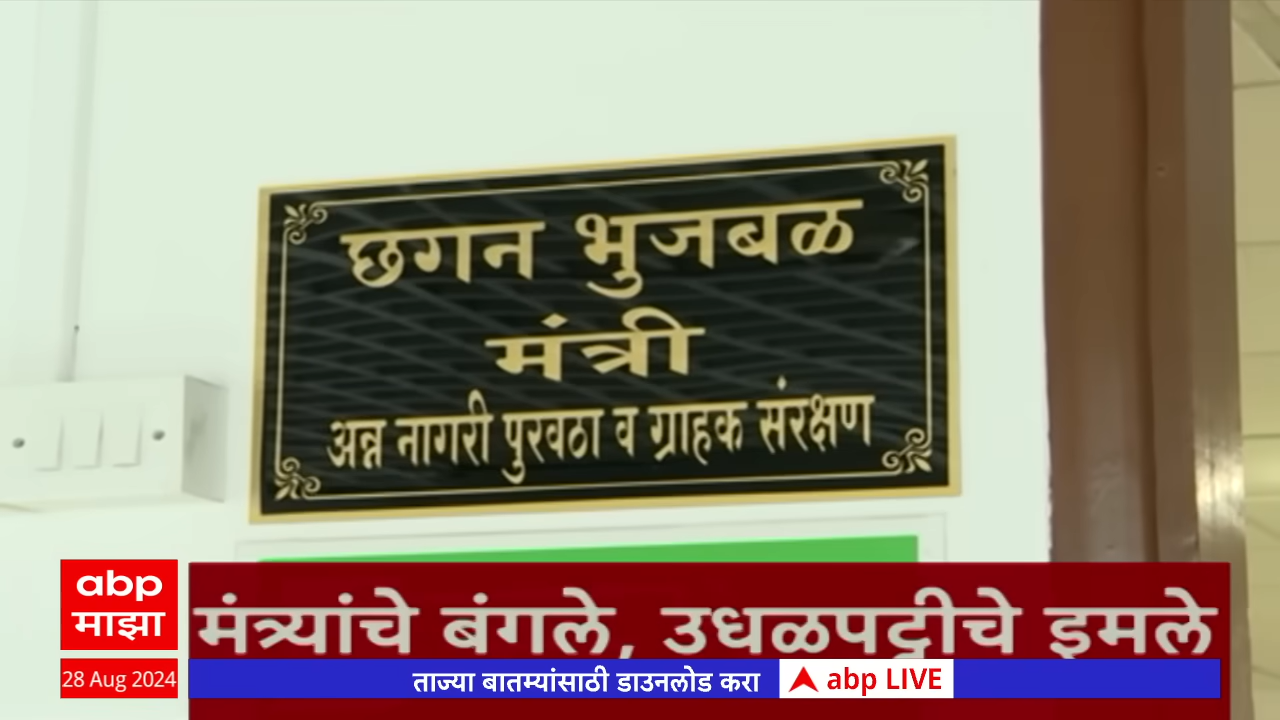 छगन भुजबळ
मंत्री
अन्न नागरी पुरवठा व ग्राहक संरक्षण
abp
माझा
मंत्र्यांचे बंगले, उधळपट्टीचे इमले
28 Aug 2024
ताज्या बातम्यांसाठी डाउनलोड करा
abp LIVE